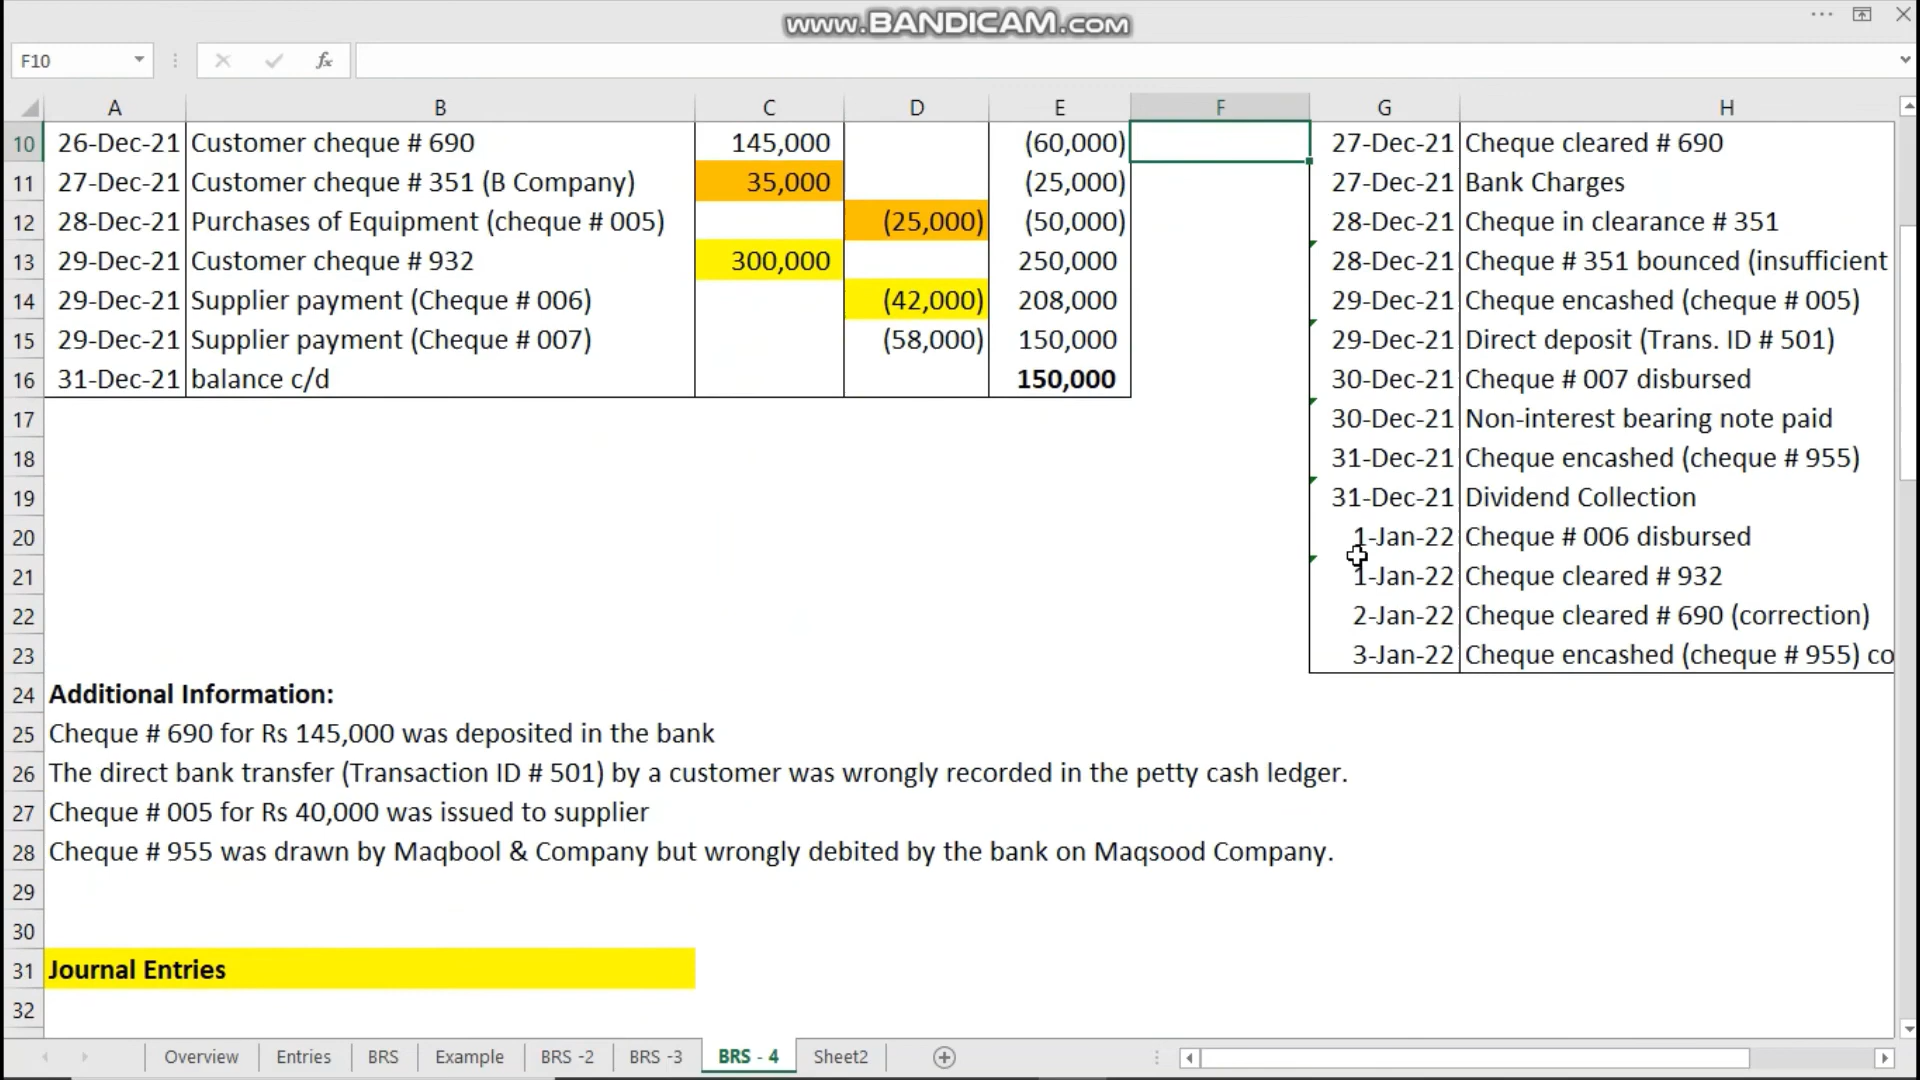 www.BANDICAM.com
F10
fx
A B C D E F G H
10 26-Dec-21 Customer cheque # 690 145,000 (60,000) 27-Dec-21 Cheque cleared # 690
11 27-Dec-21 Customer cheque # 351 (B Company) 35,000 (25,000) 27-Dec-21 Bank Charges
12 28-Dec-21 Purchases of Equipment (cheque # 005) (25,000) (50,000) 28-Dec-21 Cheque in clearance # 351
13 29-Dec-21 Customer cheque # 932 300,000 250,000 28-Dec-21 Cheque # 351 bounced (insufficient
14 29-Dec-21 Supplier payment (Cheque # 006) (42,000) 208,000 29-Dec-21 Cheque encashed (cheque # 005)
15 29-Dec-21 Supplier payment (Cheque # 007) (58,000) 150,000 29-Dec-21 Direct deposit (Trans. ID # 501)
16 31-Dec-21 balance c/d 150,000 30-Dec-21 Cheque # 007 disbursed
17 30-Dec-21 Non-interest bearing note paid
18 31-Dec-21 Cheque encashed (cheque # 955)
19 31-Dec-21 Dividend Collection
20 1-Jan-22 Cheque # 006 disbursed
21 1-Jan-22 Cheque cleared # 932
22 2-Jan-22 Cheque cleared # 690 (correction)
23 3-Jan-22 Cheque encashed (cheque # 955) co
24 Additional Information:
25 Cheque # 690 for Rs 145,000 was deposited in the bank
26 The direct bank transfer (Transaction ID # 501) by a customer was wrongly recorded in the petty cash ledger.
27 Cheque # 005 for Rs 40,000 was issued to supplier
28 Cheque # 955 was drawn by Maqbool & Company but wrongly debited by the bank on Maqsood Company.
29
30
31 Journal Entries
32
Overview Entries BRS Example BRS -2 BRS -3 BRS - 4 Sheet2